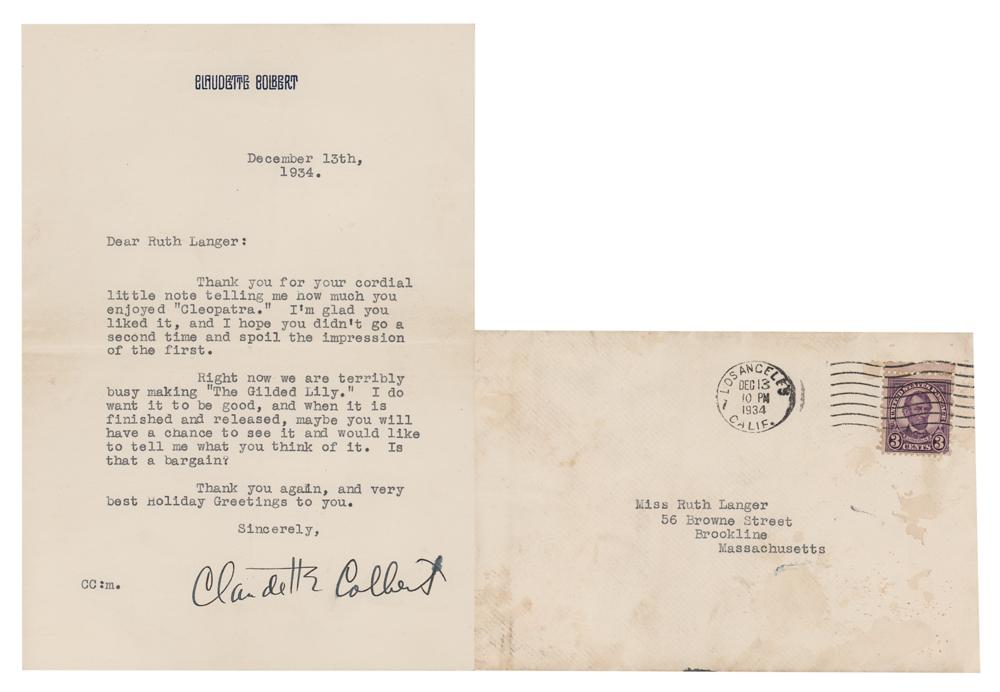 CLAUDETTE COLBERT
December 13th,
1934.
Dear Ruth Langer:
Thank you for your cordial
little note telling me how much you
enjoyed "Cleopatra." I'm glad you
liked it, and I hope you didn't go a
second time and spoil the impression
of the first.
Right now we are terribly
busy making "The Gilded Lily." I do
want it to be good, and when it is
finished and released, maybe you will
have a chance to see it and would like
to tell me what you think of it. Is
that a bargain?
Thank you again, and very
best Holiday Greetings to you.
Sincerely,
CC:m.
Claudette Colbert
LOS ANGELES
DEC 13
10 PM
1934
CALIF.
UNITED STATES POSTAGE
3 CENTS 3
Miss Ruth Langer
56 Browne Street
Brookline
Massachusetts